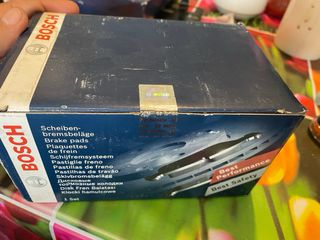 BOSCH
BOSCH
Scheiben-
bremsbeläge
Brake pads
Plaquettes
de frein
Schijfremsysteem
Pastiglie freno
Pastillas de freno
Pastilhas de travão
Skivbromsbelägg
Дисковые
тормозные колодки
Disk Fren Balatası
Klocki hamulcowe
1 Set
Best
Performance
Best Safety